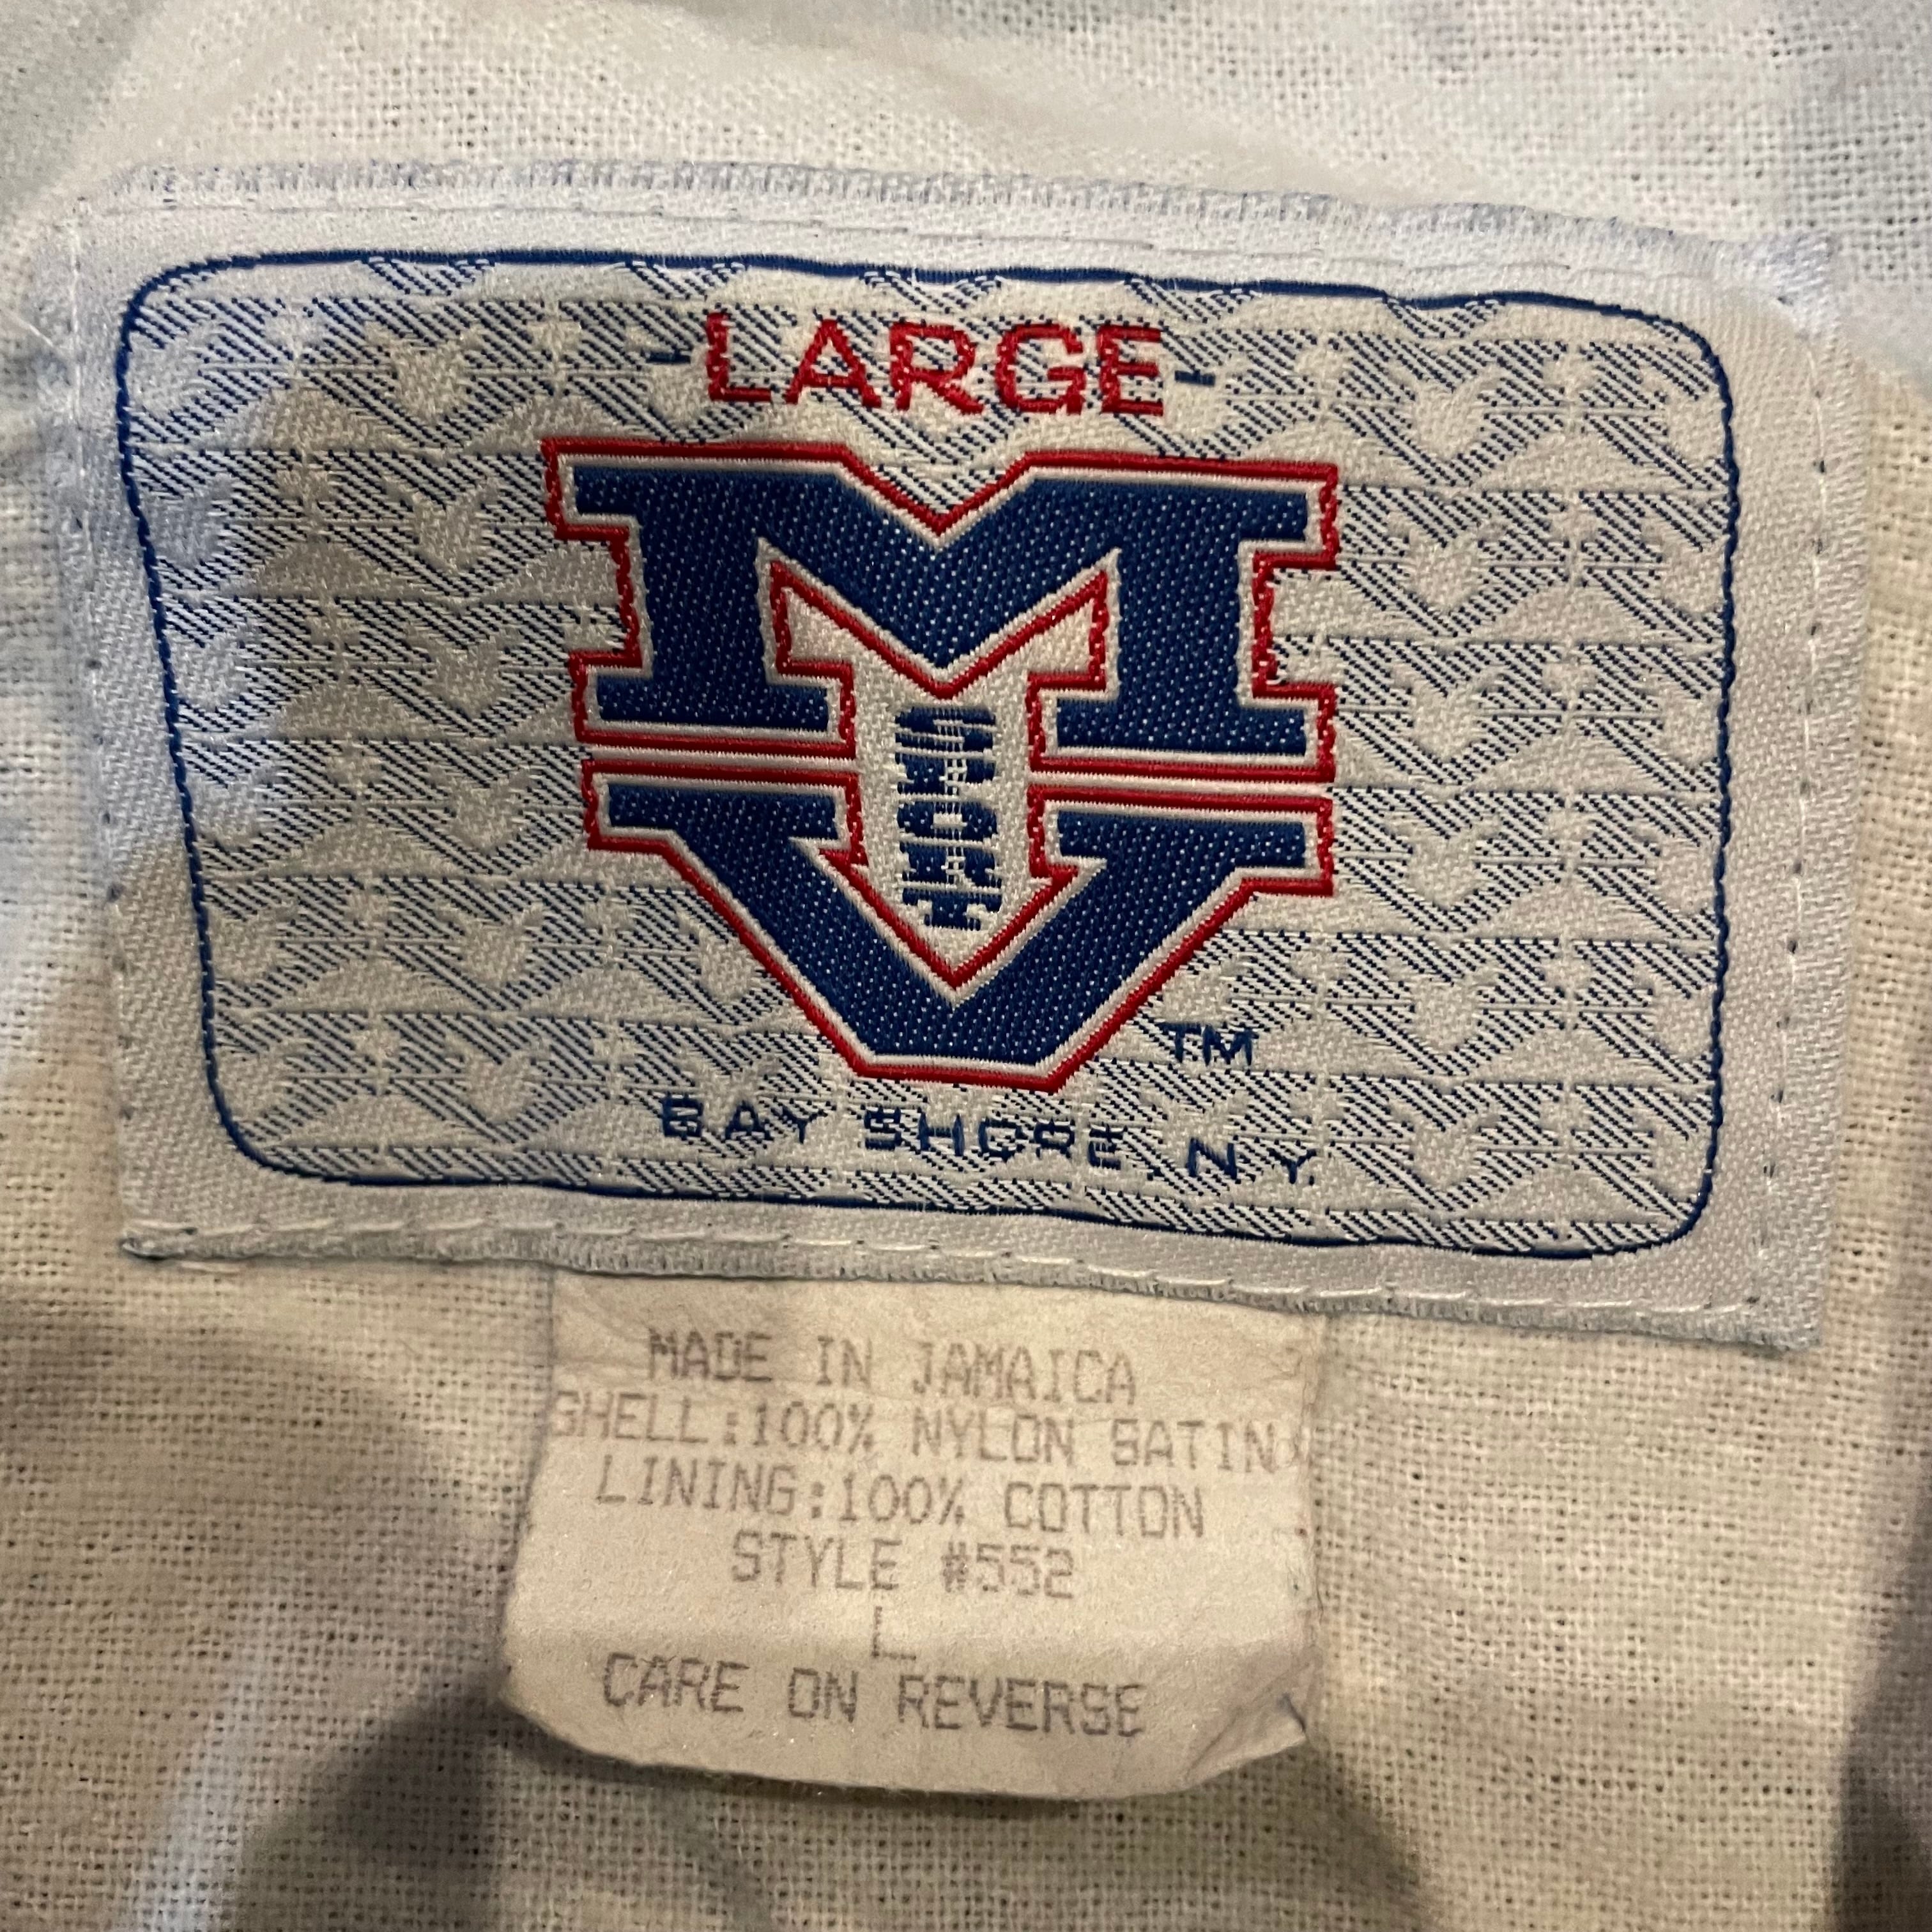 -LARGE-
MV
SPORT
TM
BAY SHORE, N.Y.
MADE IN JAMAICA
SHELL:100% NYLON SATIN
LINING:100% COTTON
STYLE #552
L
CARE ON REVERSE